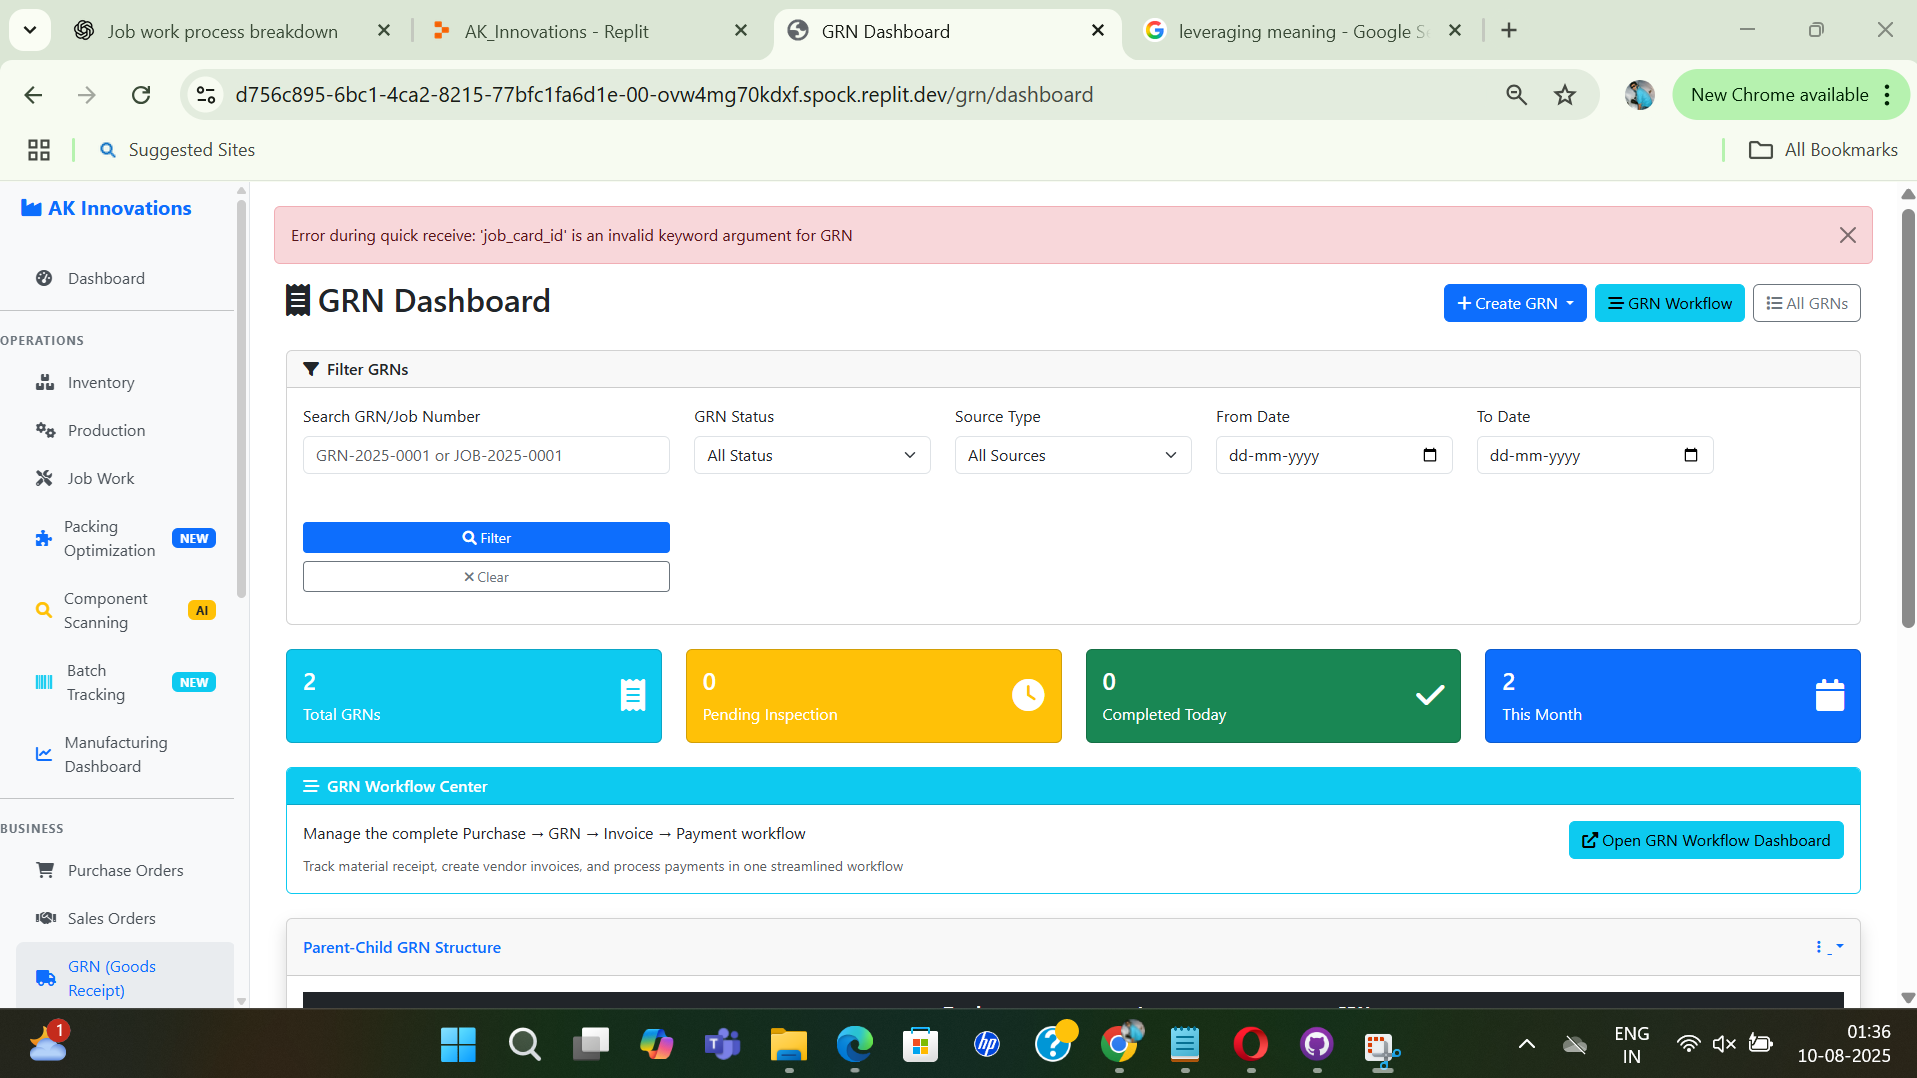 Job work process breakdown
AK_Innovations - Replit
GRN Dashboard
leveraging meaning - Google S
d756c895-6bc1-4ca2-8215-77bfc1fa6d1e-00-ovw4mg70kdxf.spock.replit.dev/grn/dashboard
New Chrome available
Suggested Sites
All Bookmarks
AK Innovations
Dashboard
OPERATIONS
Inventory
Production
Job Work
Packing
Optimization
NEW
Component
Scanning
AI
Batch
Tracking
NEW
Manufacturing
Dashboard
BUSINESS
Purchase Orders
Sales Orders
GRN (Goods
Receipt)
Error during quick receive: 'job_card_id' is an invalid keyword argument for GRN
GRN Dashboard
Create GRN
GRN Workflow
All GRNs
Filter GRNs
Search GRN/Job Number
GRN Status
Source Type
From Date
To Date
GRN-2025-0001 or JOB-2025-0001
All Status
All Sources
dd-mm-yyyy
dd-mm-yyyy
Filter
Clear
2
Total GRNs
0
Pending Inspection
0
Completed Today
2
This Month
GRN Workflow Center
Manage the complete Purchase → GRN → Invoice → Payment workflow
Track material receipt, create vendor invoices, and process payments in one streamlined workflow
Open GRN Workflow Dashboard
Parent-Child GRN Structure
1
hp
ENG
IN
01:36
10-08-2025